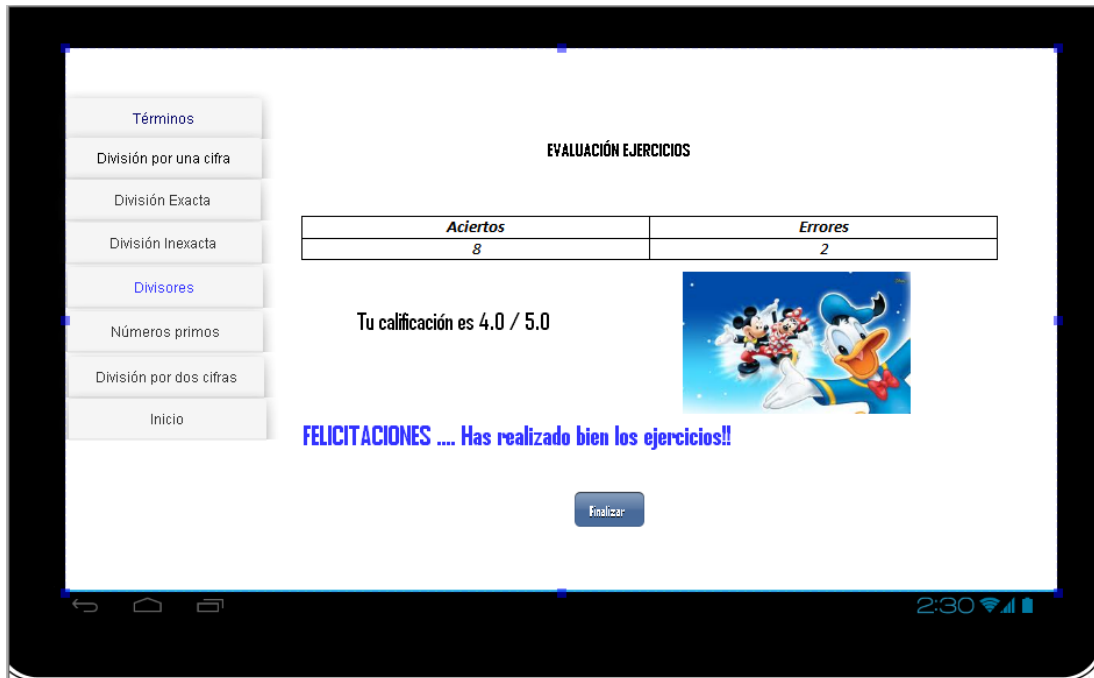 Términos
División por una cifra
División Exacta
División Inexacta
Divisores
Números primos
División por dos cifras
Inicio
EVALUACIÓN EJERCICIOS
Aciertos Errores
8 2
Tu calificación es 4.0 / 5.0
FELICITACIONES .... Has realizado bien los ejercicios!!
Finalizar
2:30